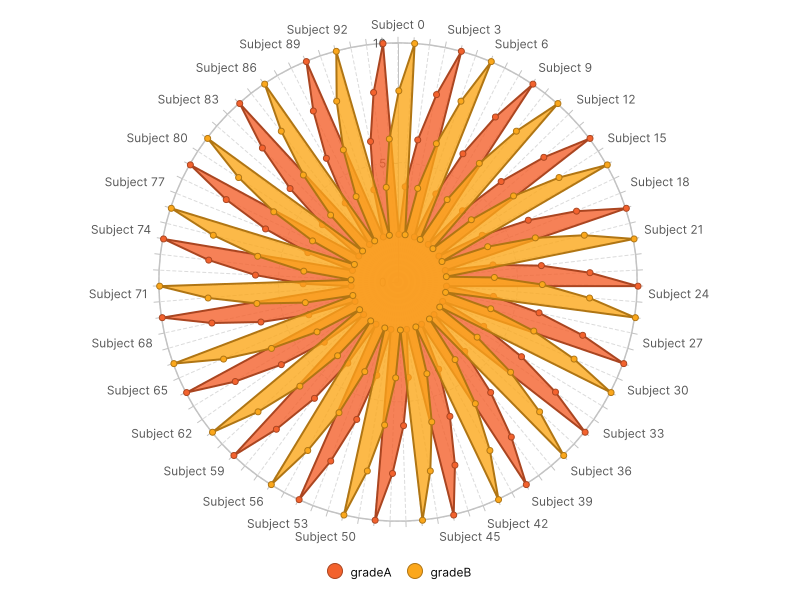 Subject 0
Subject 3
Subject 6
Subject 9
Subject 12
Subject 15
Subject 18
Subject 21
Subject 24
Subject 27
Subject 30
Subject 33
Subject 36
Subject 39
Subject 42
Subject 45
Subject 50
Subject 53
Subject 56
Subject 59
Subject 62
Subject 65
Subject 68
Subject 71
Subject 74
Subject 77
Subject 80
Subject 83
Subject 86
Subject 89
Subject 92
5
gradeA
gradeB